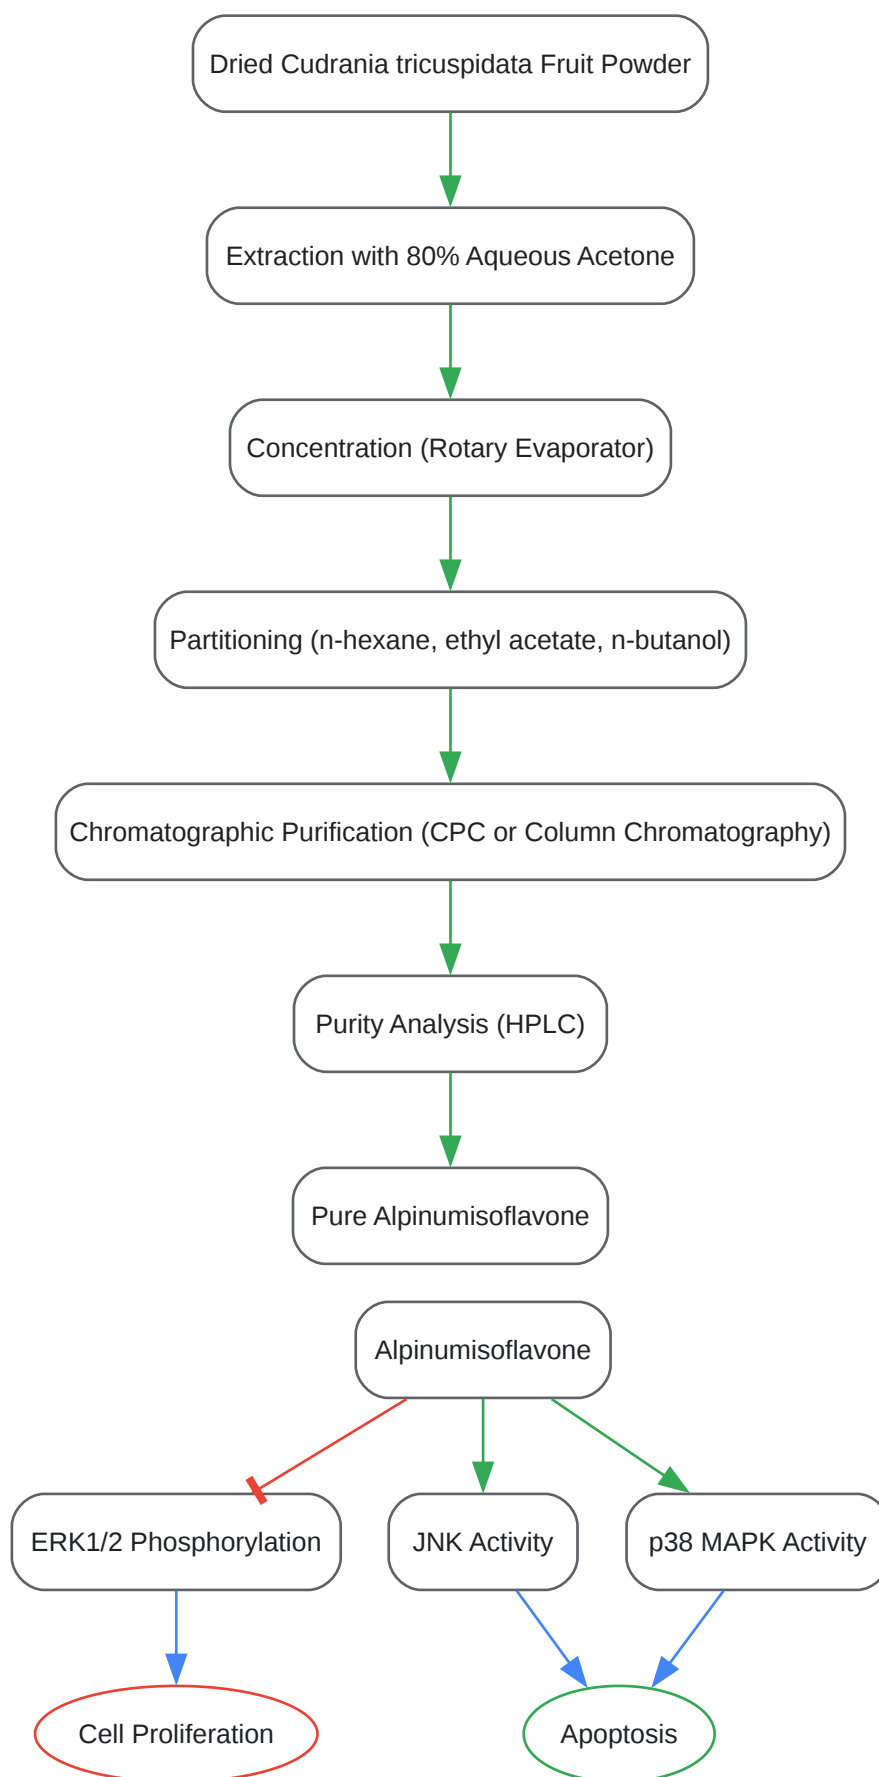 Dried Cudrania tricuspidata Fruit Powder
Extraction with 80% Aqueous Acetone
Concentration (Rotary Evaporator)
Partitioning (n-hexane, ethyl acetate, n-butanol)
Chromatographic Purification (CPC or Column Chromatography)
Purity Analysis (HPLC)
Pure Alpinumisoflavone
Alpinumisoflavone
ERK1/2 Phosphorylation
JNK Activity
p38 MAPK Activity
Cell Proliferation
Apoptosis